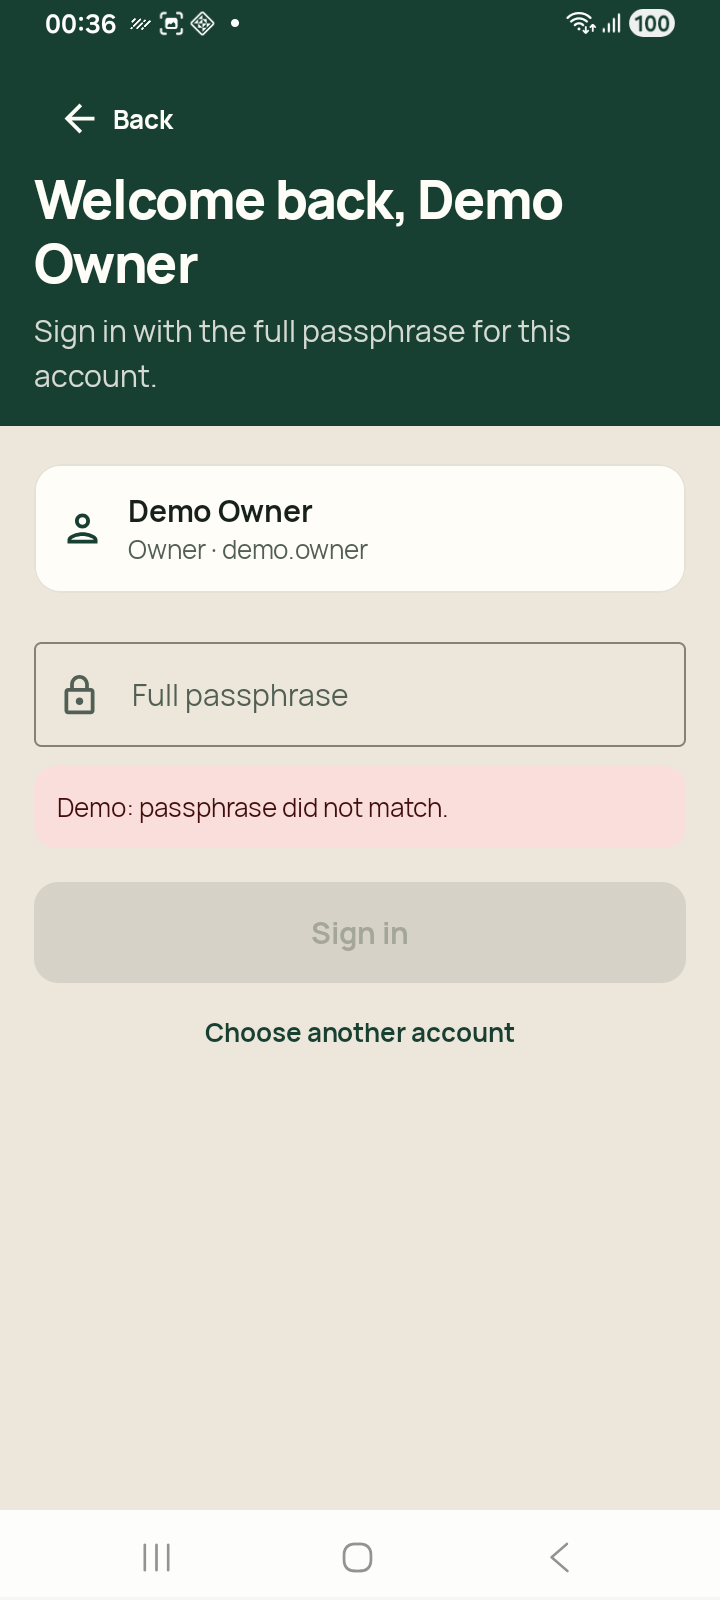 00:36
100
Back
Welcome back, Demo
Owner
Sign in with the full passphrase for this
account.
Demo Owner
Owner · demo.owner
Full passphrase
Demo: passphrase did not match.
Sign in
Choose another account